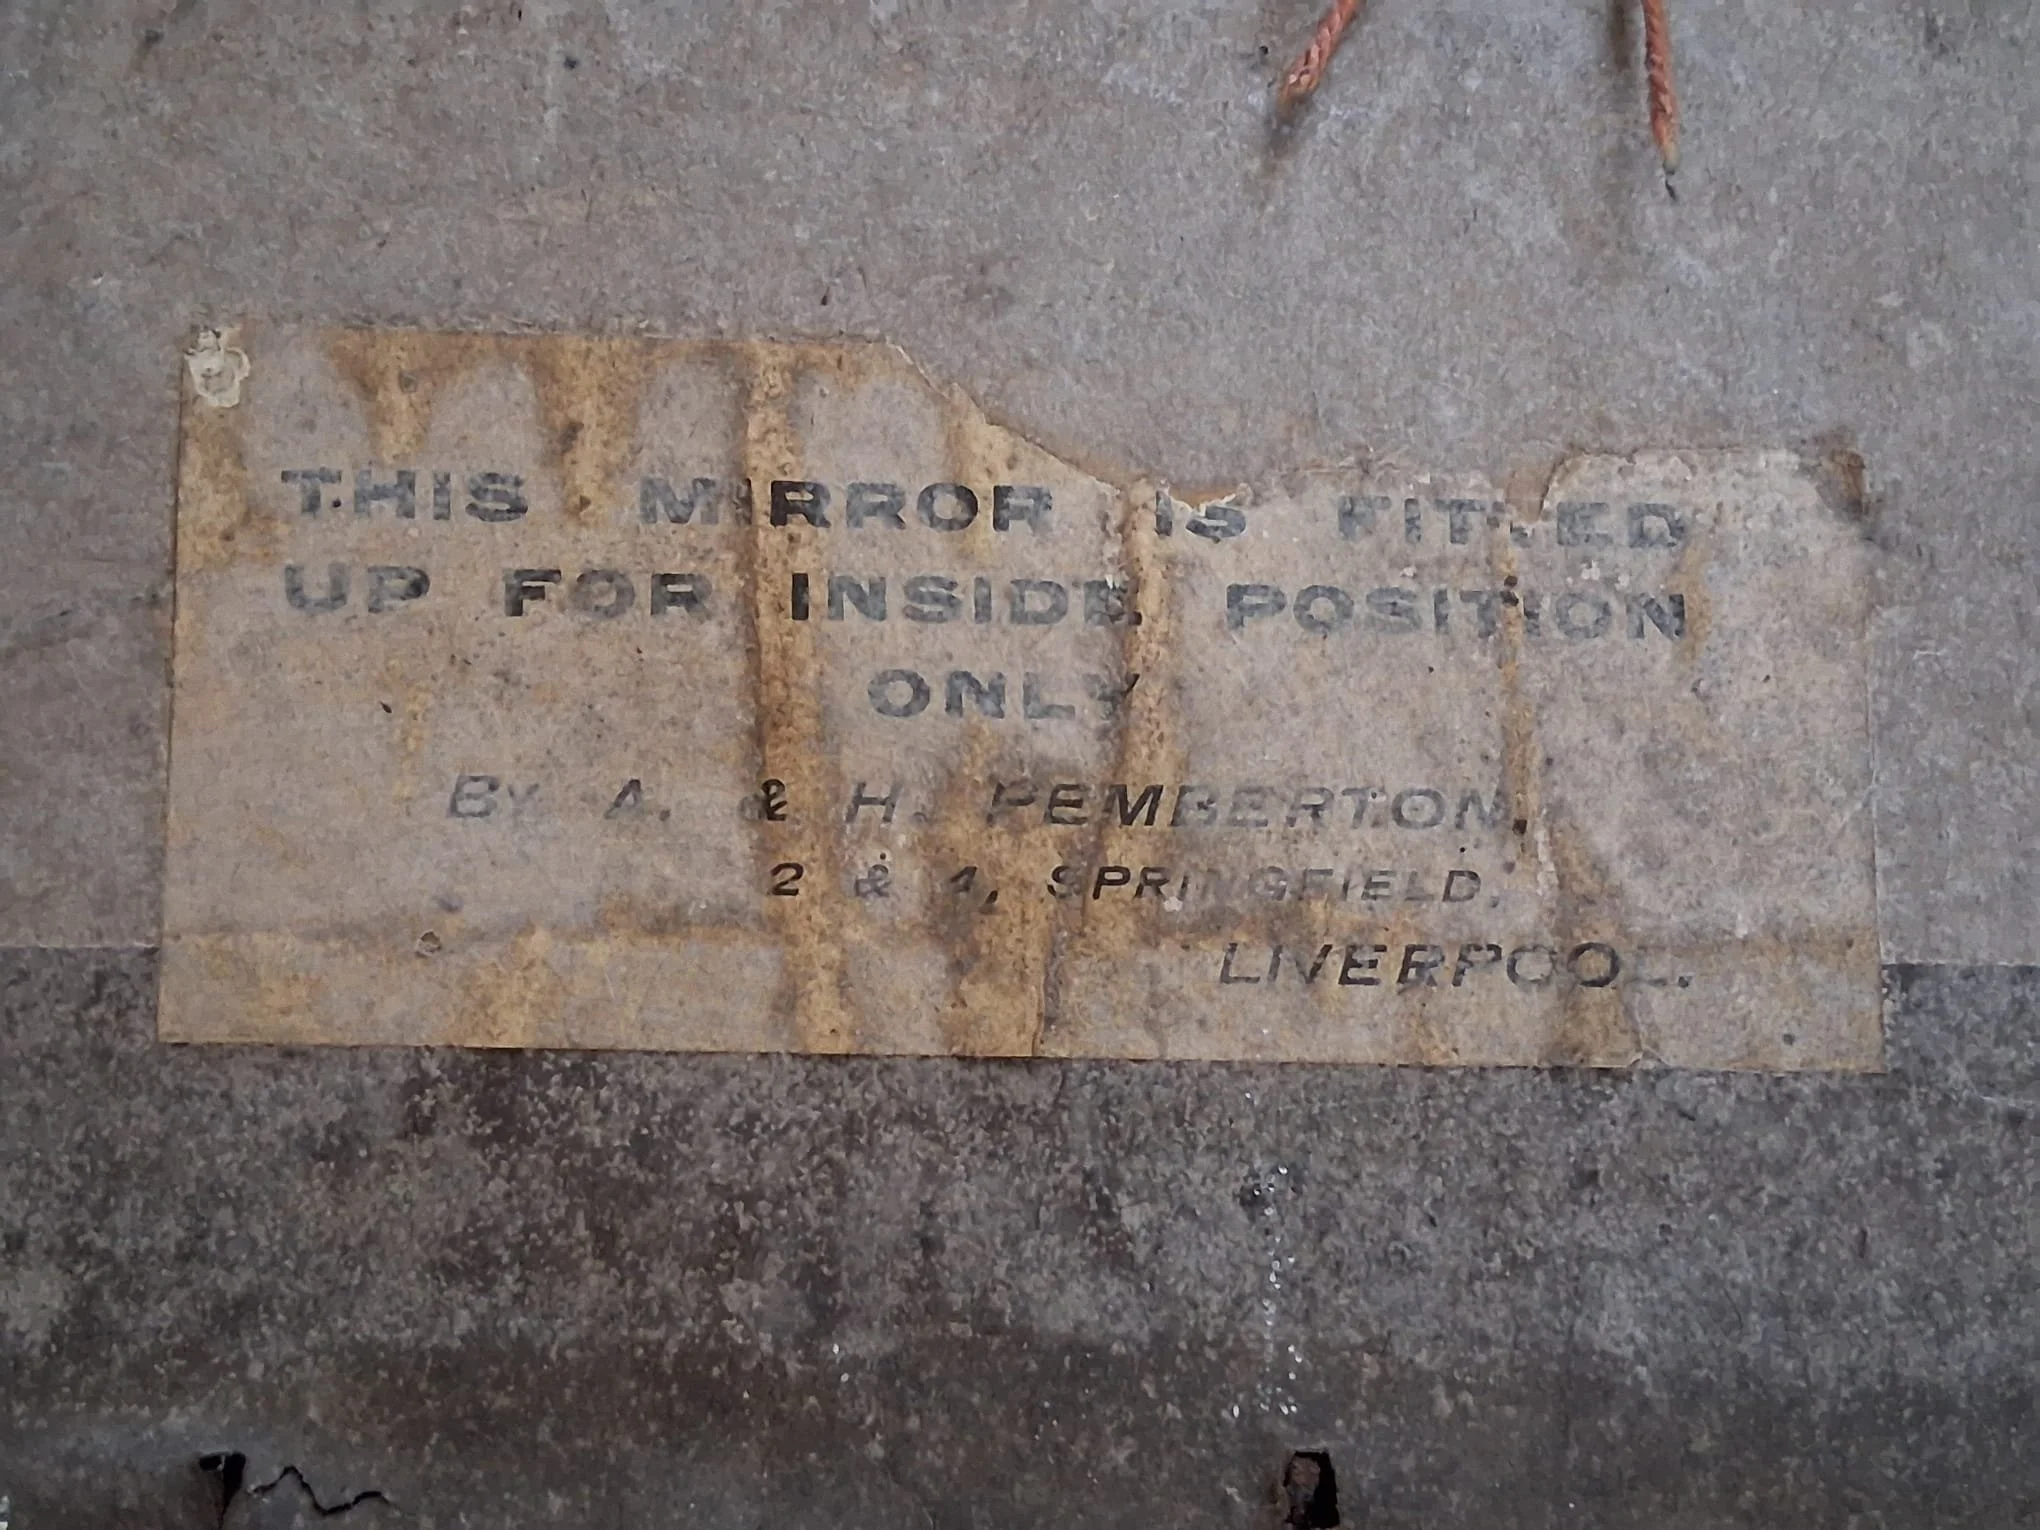 THIS MIRROR IS FITTED
UP FOR INSIDE POSITION
ONLY
By A. & H. PEMBERTON,
2 & 4, SPRINGFIELD,
LIVERPOOL.